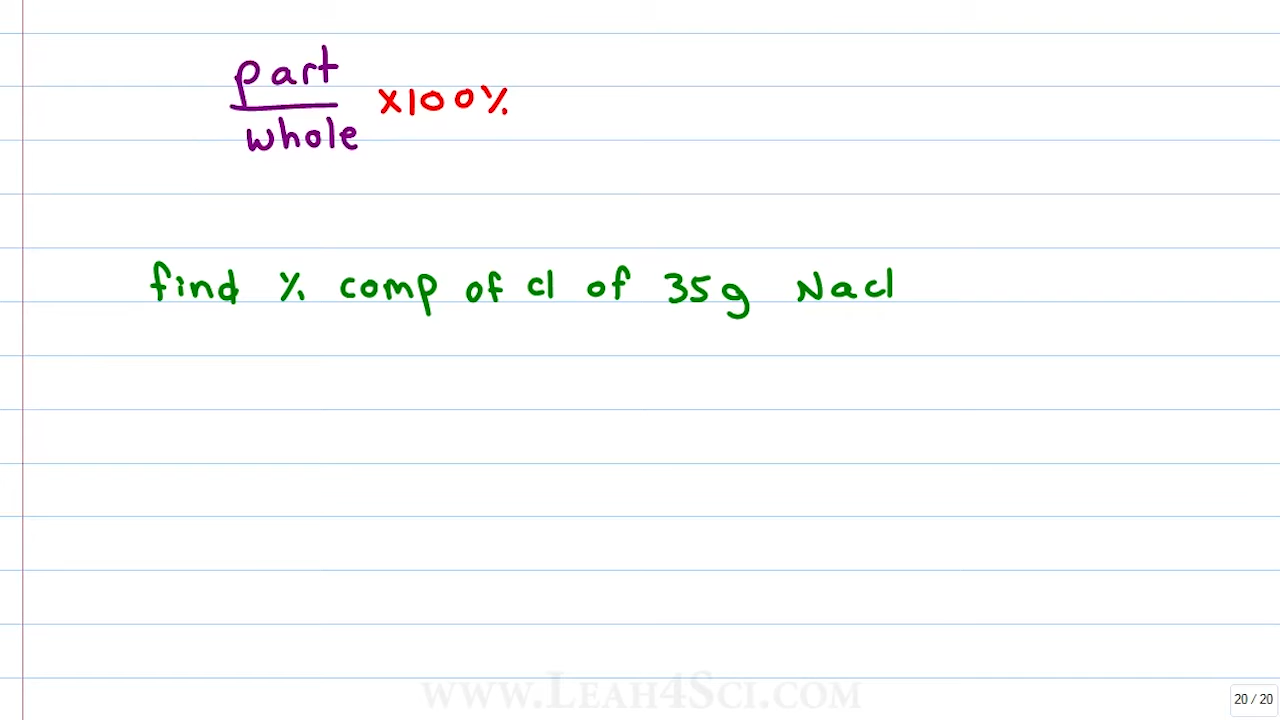 part
whole
x100%
find % comp of cl of 35g Nacl
www.Leah4Sci.com
20 / 20